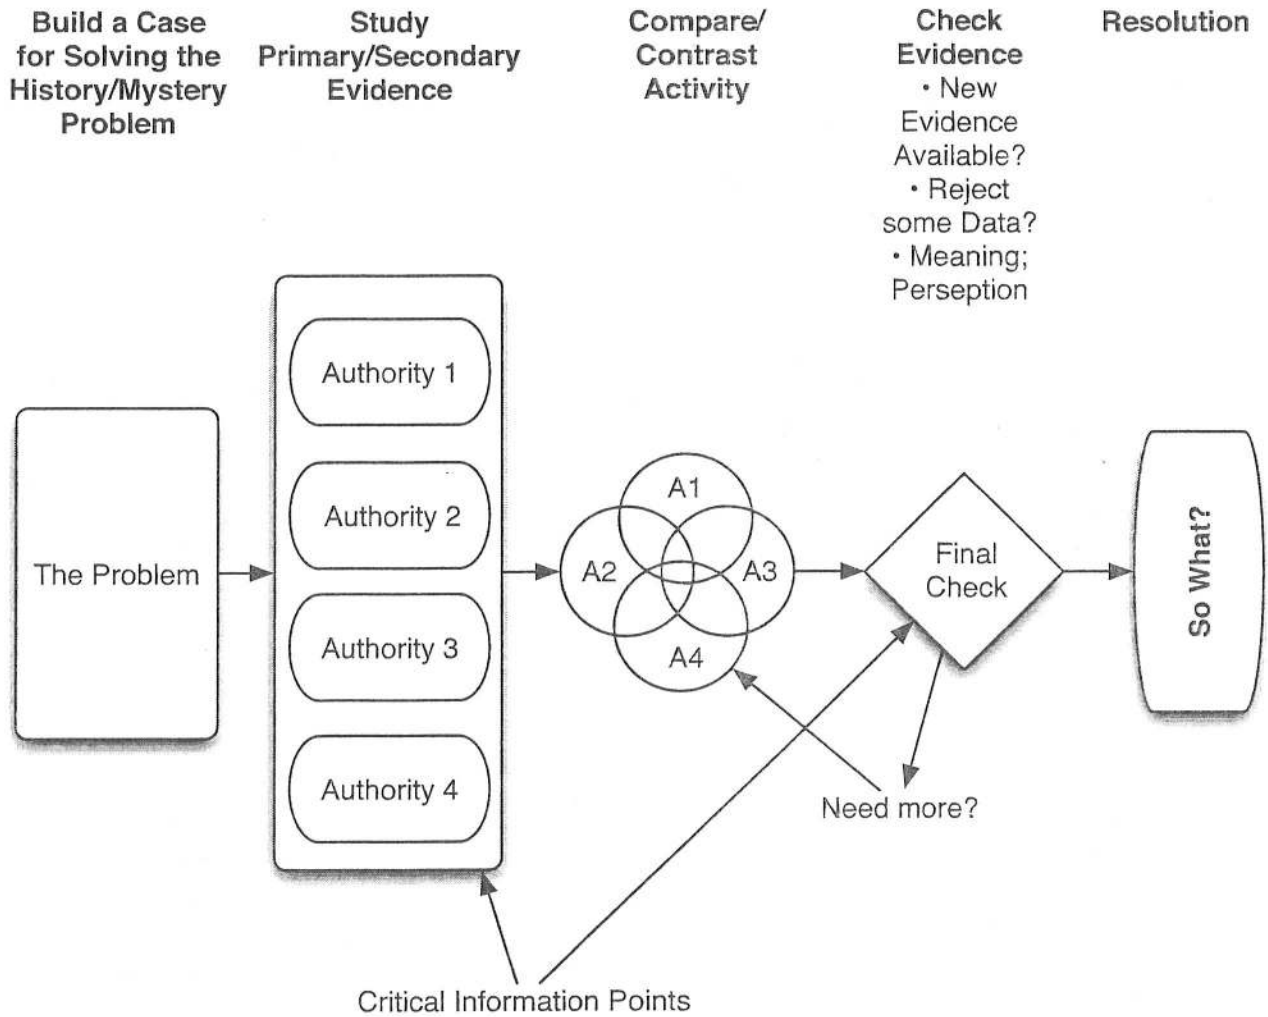 Build a Case
for Solving the
History/Mystery
Problem
Study
Primary/Secondary
Evidence
Compare/
Contrast
Activity
Check
Evidence
• New
Evidence
Available?
• Reject
some Data?
• Meaning;
Perseption
Resolution
The Problem
Authority 1
Authority 2
Authority 3
Authority 4
A1
A2
A3
A4
Final
Check
So What?
Need more?
Critical Information Points